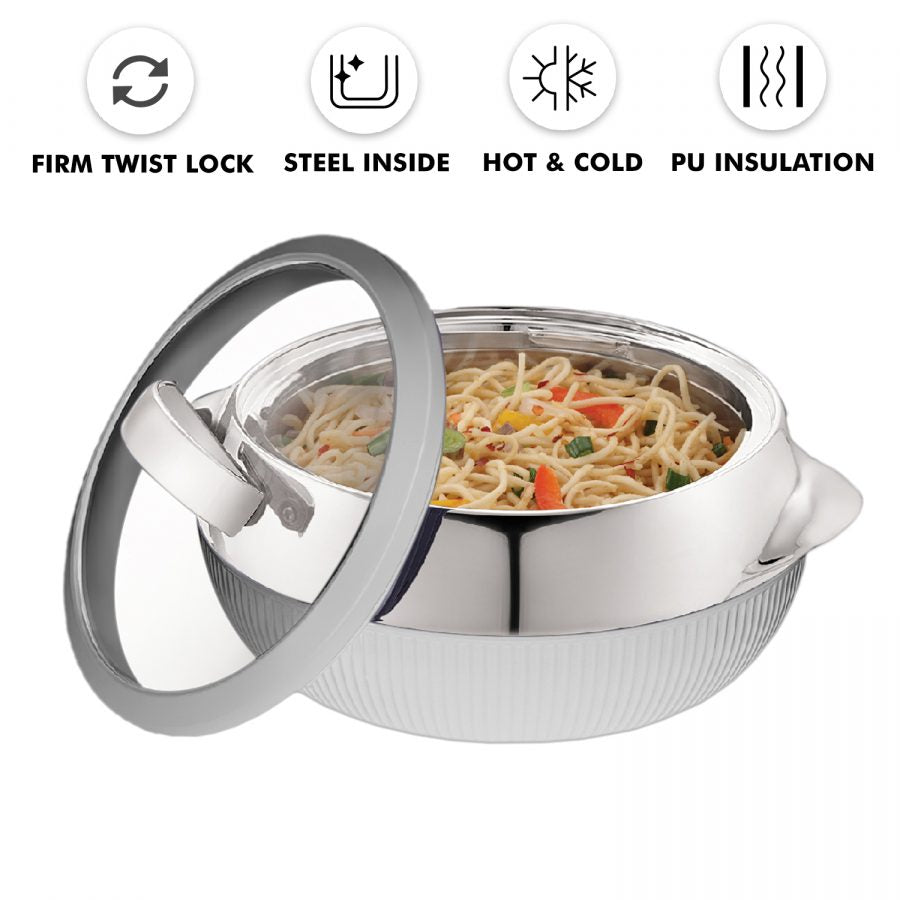 FIRM TWIST LOCK
STEEL INSIDE
HOT & COLD
PU INSULATION